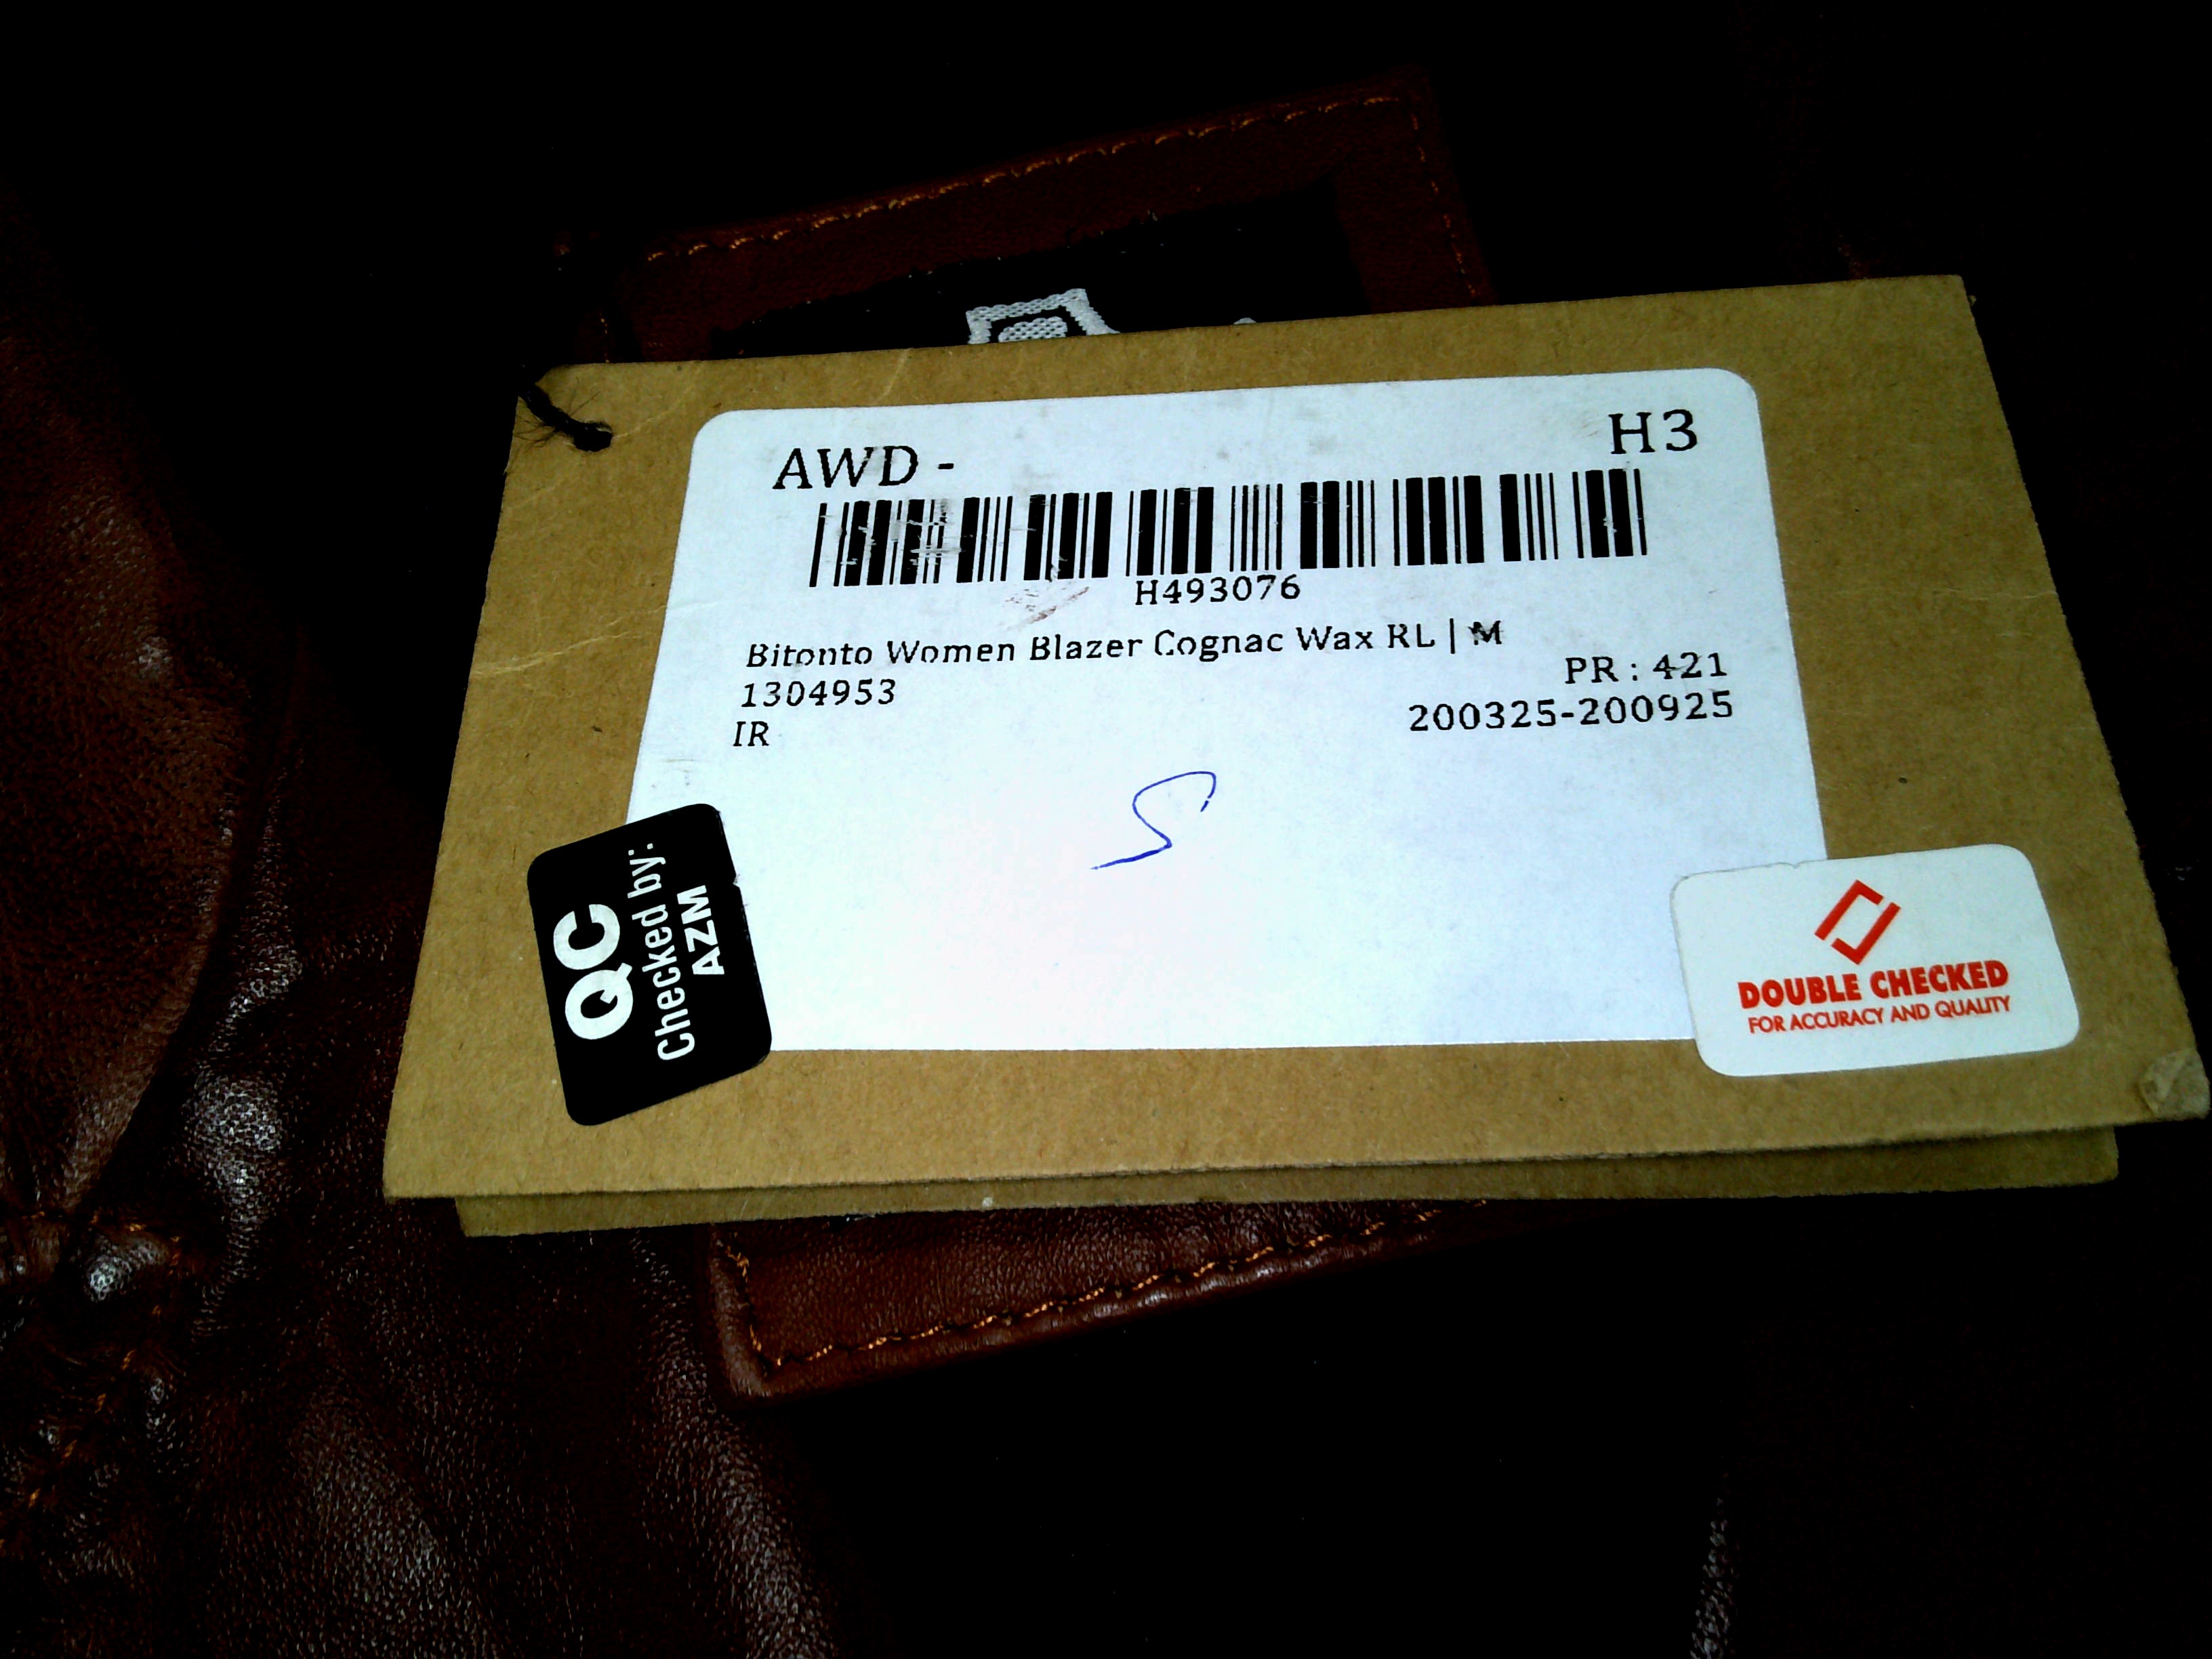 AWD -
H3
H493076
Bitonto Women Blazer Cognac Wax RL | M
1304953
PR : 421
IR
200325-200925
S
QC
Checked by:
AZM
DOUBLE CHECKED
FOR ACCURACY AND QUALITY